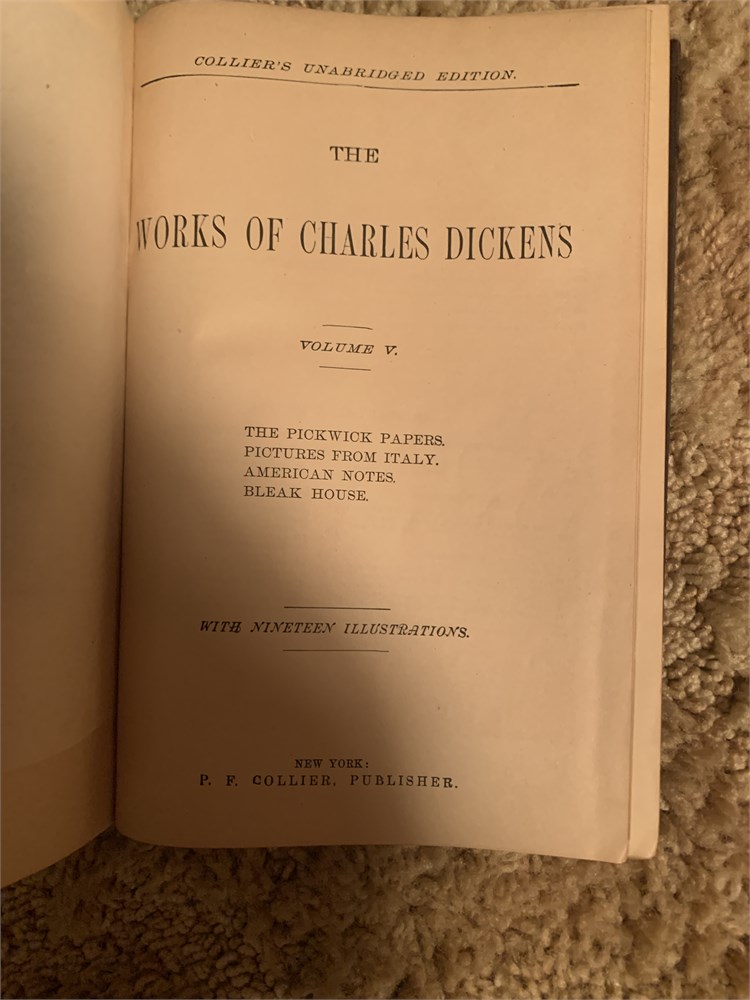 COLLIER'S UNABRIDGED EDITION.
THE
WORKS OF CHARLES DICKENS
VOLUME V.
THE PICKWICK PAPERS.
PICTURES FROM ITALY.
AMERICAN NOTES.
BLEAK HOUSE.
WITH NINETEEN ILLUSTRATIONS.
NEW YORK:
P. F. COLLIER, PUBLISHER.